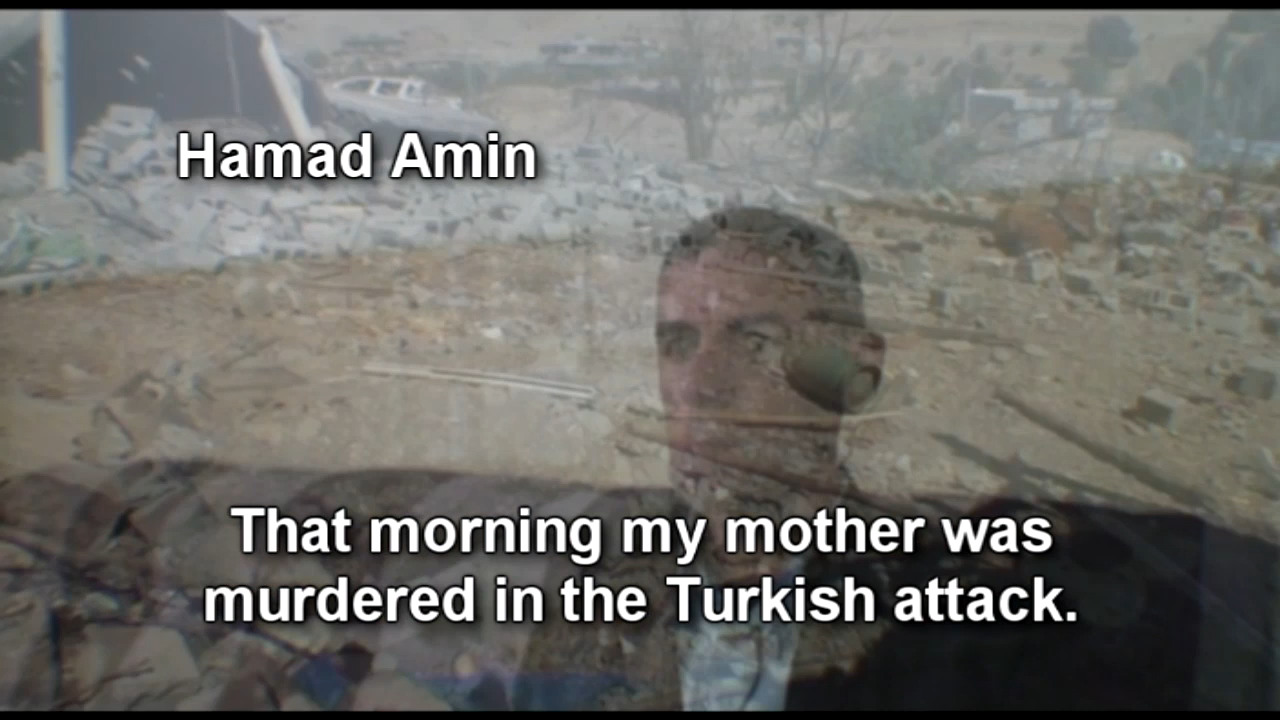 Hamad Amin
That morning my mother was
murdered in the Turkish attack.